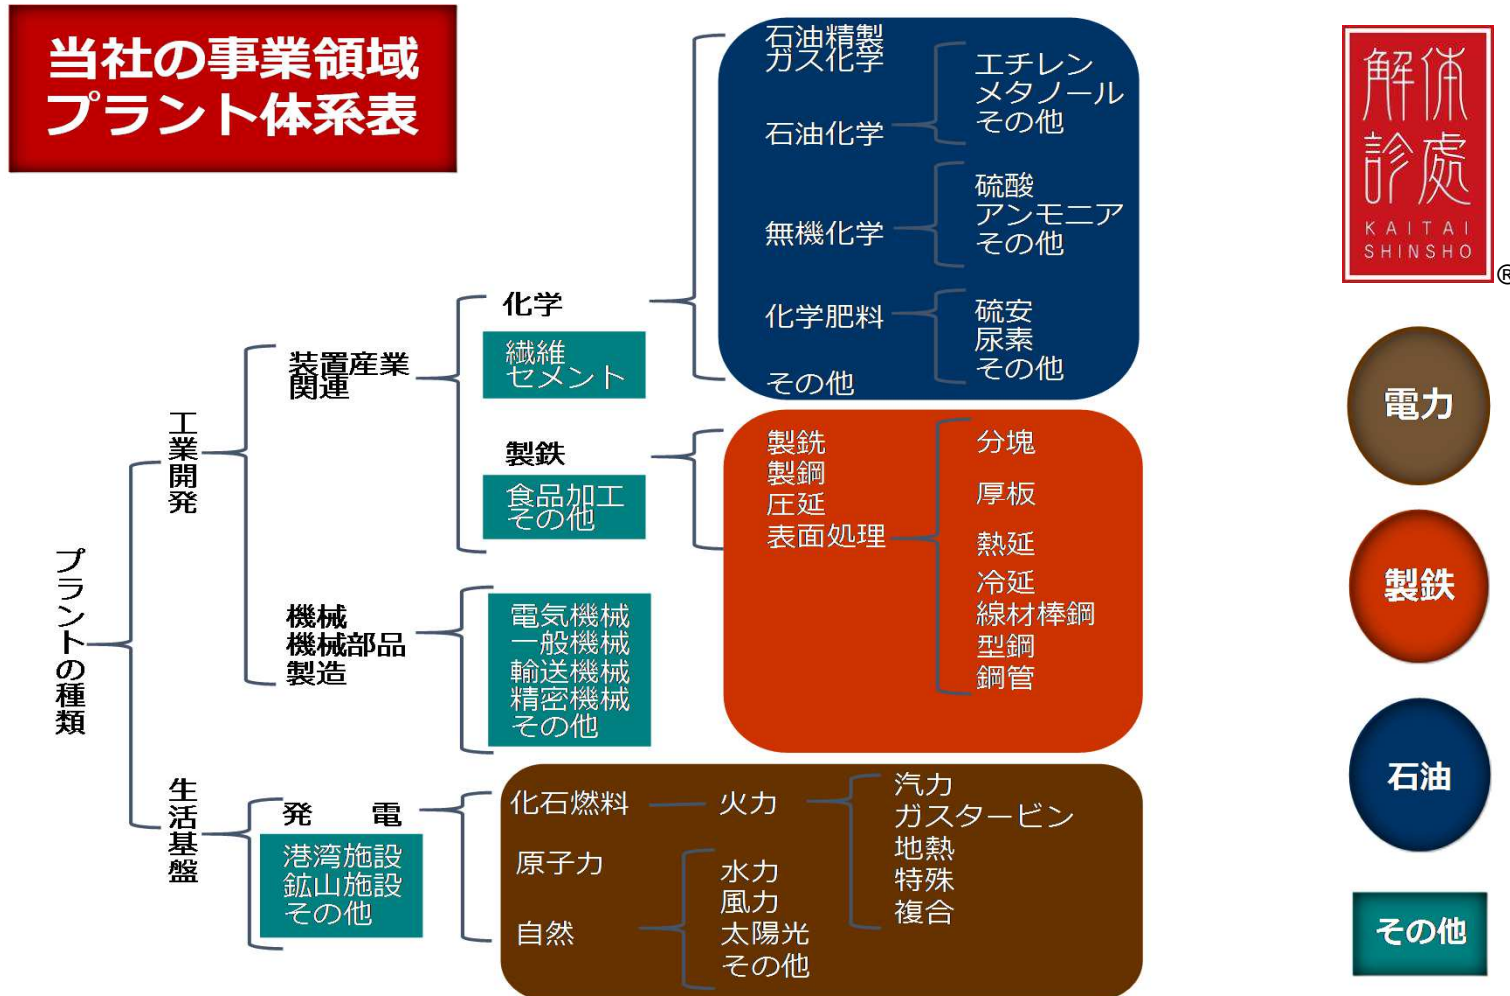 当社の事業領域
プラント体系表
プラントの種類
工業開発
装置産業
関連
化学
繊維
セメント
製鉄
食品加工
その他
機械
機械部品
製造
電気機械
一般機械
輸送機械
精密機械
その他
石油精製
ガス化学
石油化学
エチレン
メタノール
その他
無機化学
硫酸
アンモニア
その他
化学肥料
硫安
尿素
その他
その他
製銑
製鋼
圧延
表面処理
分塊
厚板
熱延
冷延
線材棒鋼
型鋼
鋼管
生活基盤
発電
港湾施設
鉱山施設
その他
化石燃料
火力
汽力
ガスタービン
地熱
特殊
複合
原子力
自然
水力
風力
太陽光
その他
解体
診處
KAITAI
SHINSHO
®
電力
製鉄
石油
その他